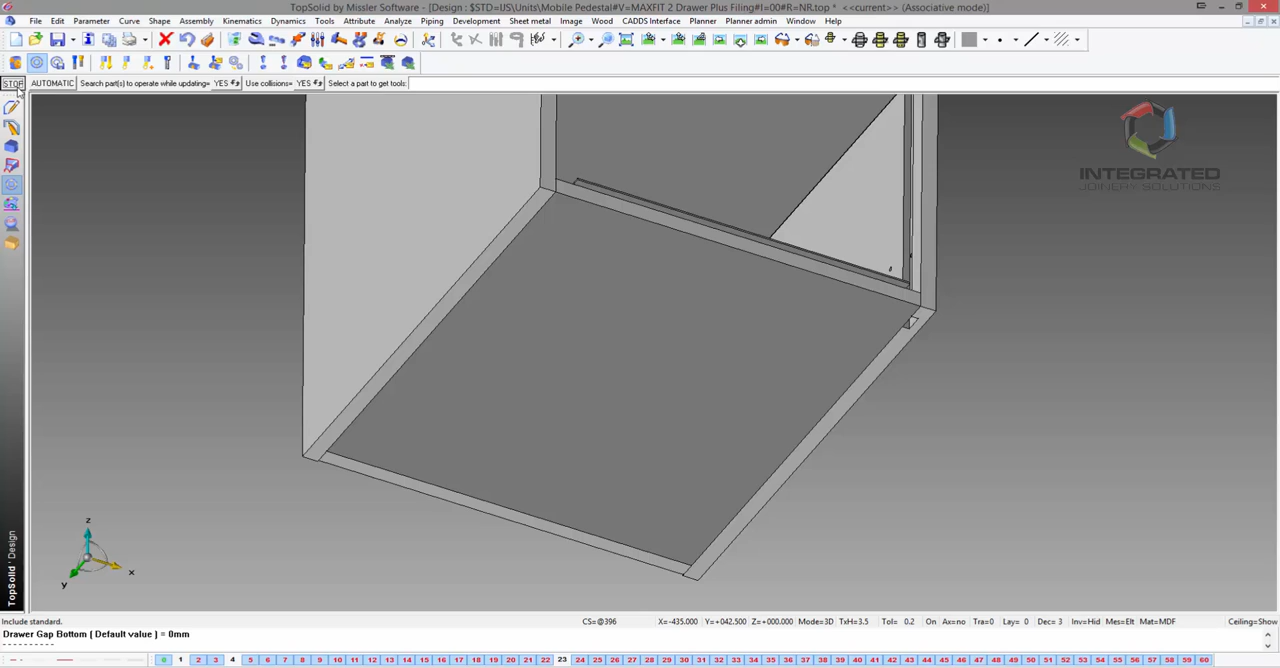 TopSolid by Missler Software - [Design : $STD=US\Units\Mobile Pedestal#V=MAXFIT 2 Drawer Plus Filing#I=00#R=NR.top * <<current>> (Associative mode)]
File Edit Parameter Curve Shape Assembly Kinematics Dynamics Tools Attribute Analyze Piping Development Sheet metal Image Wood CADDS Interface Planner Planner admin Window Help
STOP AUTOMATIC Search part(s) to operate while updating= YES Use collisions= YES Select a part to get tools:
INTEGRATED
JOINERY SOLUTIONS
TopSolid'Design
z
x
y
Include standard. CS=@396 X=-435.000 Y=+042.500 Z=+000.000 Mode=3D TxH=3.5 Tol= 0.2 On Ax=no Tra=0 Lay= 0 Dec= 3 Inv=Hid Mes=Elt Mat=MDF Ceiling=Show
Drawer Gap Bottom ( Default value ) = 0mm
----------
0 1 2 3 4 5 6 7 8 9 10 11 12 13 14 15 16 17 18 19 20 21 22 23 24 25 26 27 28 29 30 31 32 33 34 35 36 37 38 39 40 41 42 43 44 45 46 47 48 49 50 51 52 53 54 55 56 57 58 59 60